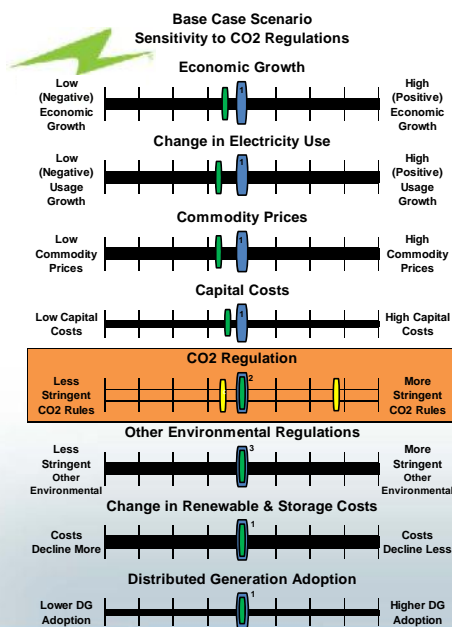 Base Case Scenario
Sensitivity to CO2 Regulations
Economic Growth
Low
(Negative)
Economic
Growth
1
High
(Positive)
Economic
Growth
Change in Electricity Use
Low
(Negative)
Usage
Growth
1
High
(Positive)
Usage
Growth
Commodity Prices
Low
Commodity
Prices
1
High
Commodity
Prices
Capital Costs
Low Capital
Costs
1
High Capital
Costs
CO2 Regulation
Less
Stringent
CO2 Rules
2
More
Stringent
CO2 Rules
Other Environmental Regulations
Less
Stringent
Other
Environmental
3
More
Stringent
Other
Environmental
Change in Renewable & Storage Costs
Costs
Decline More
1
Costs
Decline Less
Distributed Generation Adoption
Lower DG
Adoption
1
Higher DG
Adoption